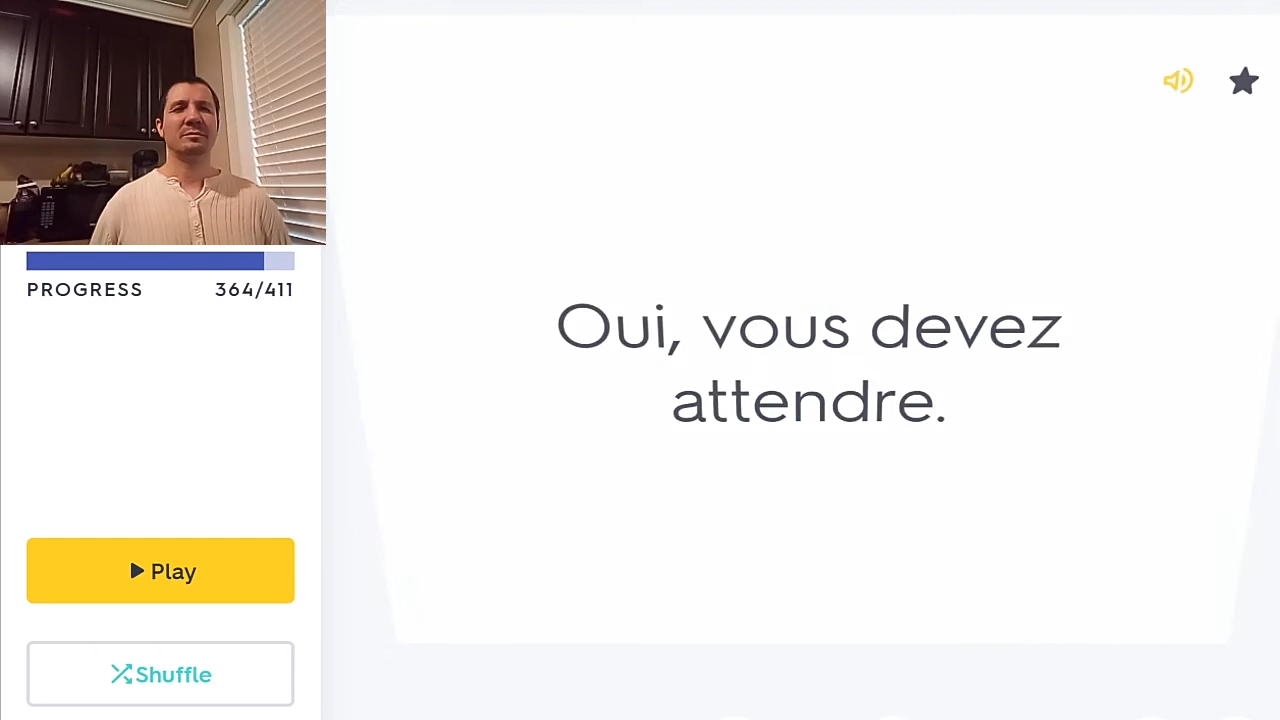 PROGRESS 364/411
Oui, vous devez
attendre.
Play
Shuffle